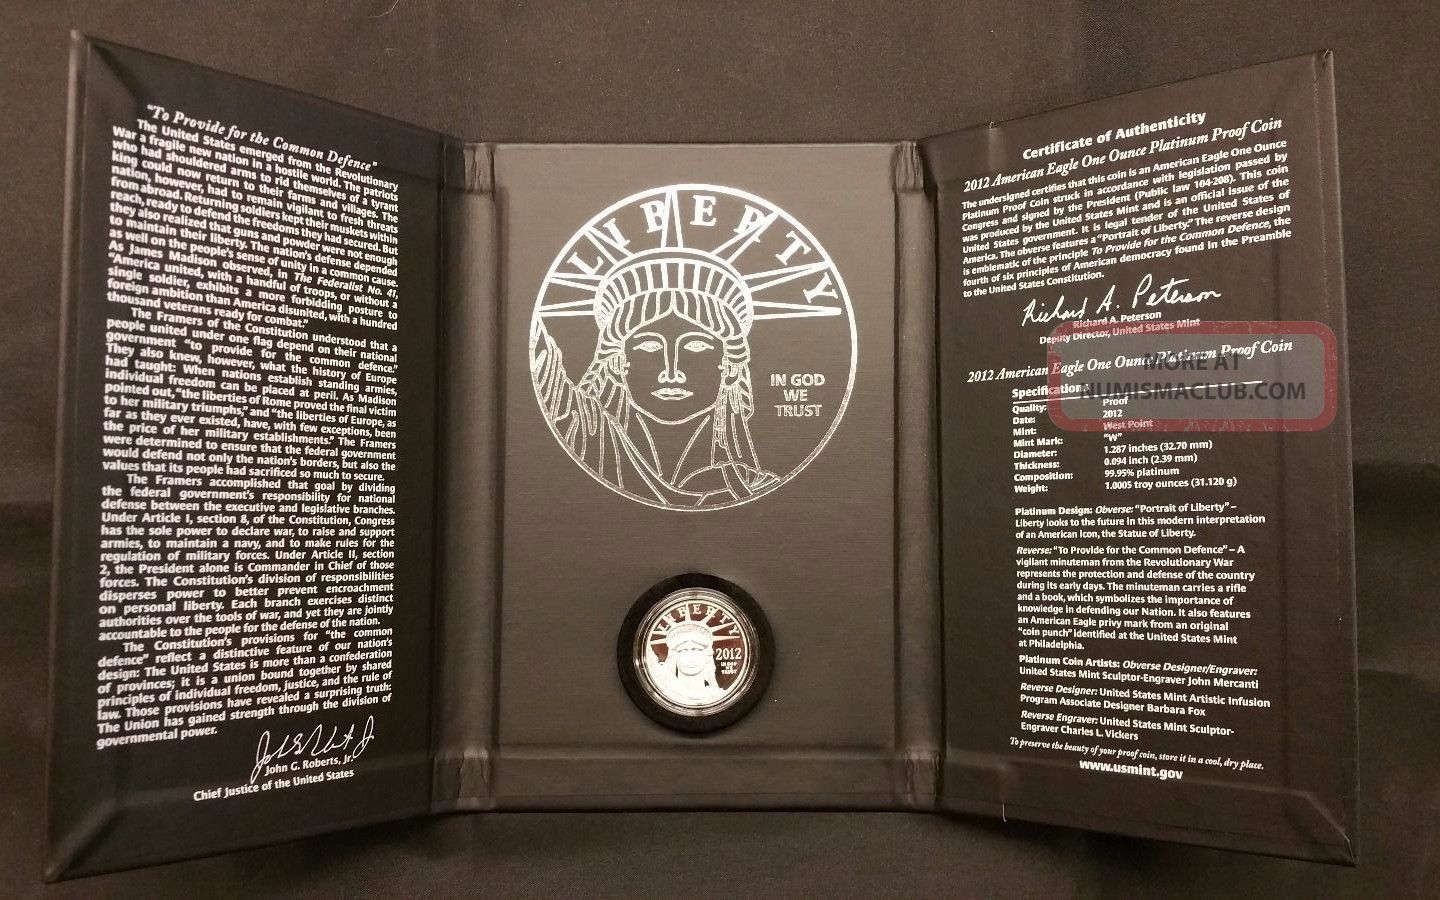 "To Provide for the Common Defence"
The United States emerged from the Revolutionary
War a fragile new nation in a hostile world. The patriots
who had shouldered arms to rid themselves of a tyrant
king could now return to their farms and villages. The
nation, however, had to remain vigilant to fresh threats
from abroad. Returning soldiers kept their muskets within
reach, ready to defend the freedoms they had secured. But
they also realized that guns and powder were not enough
to maintain their liberty. The nation's defense depended
as well on the people's sense of unity in a common cause.
As James Madison observed, in The Federalist No. 41,
"America united, with a handful of troops, or without a
single soldier, exhibits a more forbidding posture to
foreign ambition than America disunited, with a hundred
thousand veterans ready for combat."
The Framers of the Constitution understood that a
people united under one flag depend on their national
government "to provide for the common defence."
They also knew, however, what the history of Europe
had taught: When nations establish standing armies,
individual freedom can be placed at peril. As Madison
pointed out, "the liberties of Rome proved the final victim
to her military triumphs," and "the liberties of Europe, as
far as they ever existed, have, with few exceptions, been
the price of her military establishments." The Framers
were determined to ensure that the federal government
would defend not only the nation's borders, but also the
values that its people had sacrificed so much to secure.
The Framers accomplished that goal by dividing
the federal government's responsibility for national
defense between the executive and legislative branches.
Under Article I, section 8, of the Constitution, Congress
has the sole power to declare war, to raise and support
armies, to maintain a navy, and to make rules for the
regulation of military forces. Under Article II, section
2, the President alone is Commander in Chief of those
forces. The Constitution's division of responsibilities
disperses power to better prevent encroachment
on personal liberty. Each branch exercises distinct
authorities over the tools of war, and yet they are jointly
accountable to the people for the defense of the nation.
The Constitution's provisions for "the common
defence" reflect a distinctive feature of our nation's
design: The United States is more than a confederation
of provinces; it is a union bound together by shared
principles of individual freedom, justice, and the rule of
law. Those provisions have revealed a surprising truth:
The Union has gained strength through the division of
governmental power.
John G. Roberts, Jr.
Chief Justice of the United States
LIBERTY
IN GOD
WE
TRUST
LIBERTY
2012
IN GOD
WE
TRUST
Certificate of Authenticity
2012 American Eagle One Ounce Platinum Proof Coin
The undersigned certifies that this coin is an American Eagle One Ounce
Platinum Proof Coin struck in accordance with legislation passed by
Congress and signed by the President (Public law 104-208). This coin
was produced by the United States Mint and is an official issue of the
United States government. It is legal tender of the United States of
America. The obverse features a "Portrait of Liberty." The reverse design
is emblematic of the principle To Provide for the Common Defence, the
fourth of six principles of American democracy found in the Preamble
to the United States Constitution.
Richard A. Peterson
Richard A. Peterson
Deputy Director, United States Mint
2012 American Eagle One Ounce Platinum Proof Coin
Specifications
Quality: Proof
Date: 2012
Mint: West Point
Mint Mark: "W"
Diameter: 1.287 inches (32.70 mm)
Thickness: 0.094 inch (2.39 mm)
Composition: 99.95% platinum
Weight: 1.0005 troy ounces (31.120 g)
Platinum Design: Obverse: "Portrait of Liberty" –
Liberty looks to the future in this modern interpretation
of an American Icon, the Statue of Liberty.
Reverse: "To Provide for the Common Defence" – A
vigilant minuteman from the Revolutionary War
represents the protection and defense of the country
during its early days. The minuteman carries a rifle
and a book, which symbolizes the importance of
knowledge in defending our Nation. It also features
an American Eagle privy mark from an original
"coin punch" identified at the United States Mint
at Philadelphia.
Platinum Coin Artists: Obverse Designer/Engraver:
United States Mint Sculptor-Engraver John Mercanti
Reverse Designer: United States Mint Artistic Infusion
Program Associate Designer Barbara Fox
Reverse Engraver: United States Mint Sculptor-
Engraver Charles L. Vickers
To preserve the beauty of your proof coin, store it in a cool, dry place.
www.usmint.gov
MORE AT
NUMISMACLUB.COM